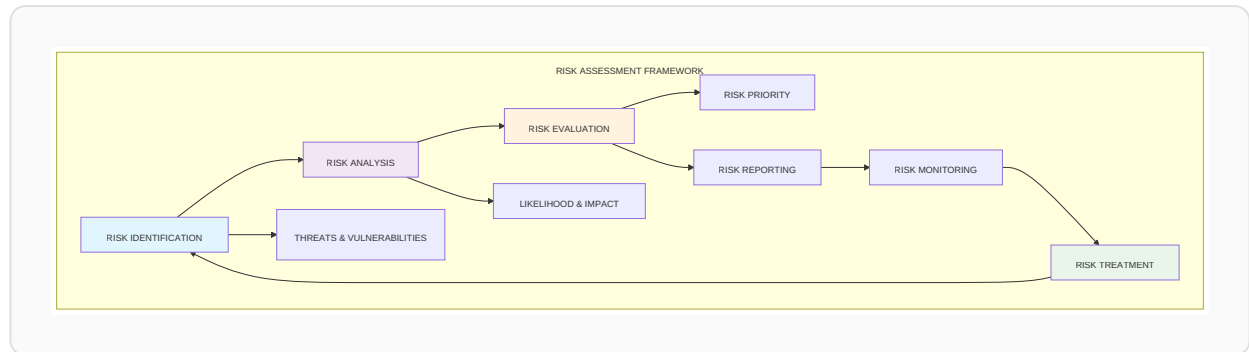 RISK ASSESSMENT FRAMEWORK
RISK PRIORITY
RISK EVALUATION
RISK ANALYSIS
RISK REPORTING
RISK MONITORING
LIKELIHOOD & IMPACT
RISK IDENTIFICATION
THREATS & VULNERABILITIES
RISK TREATMENT